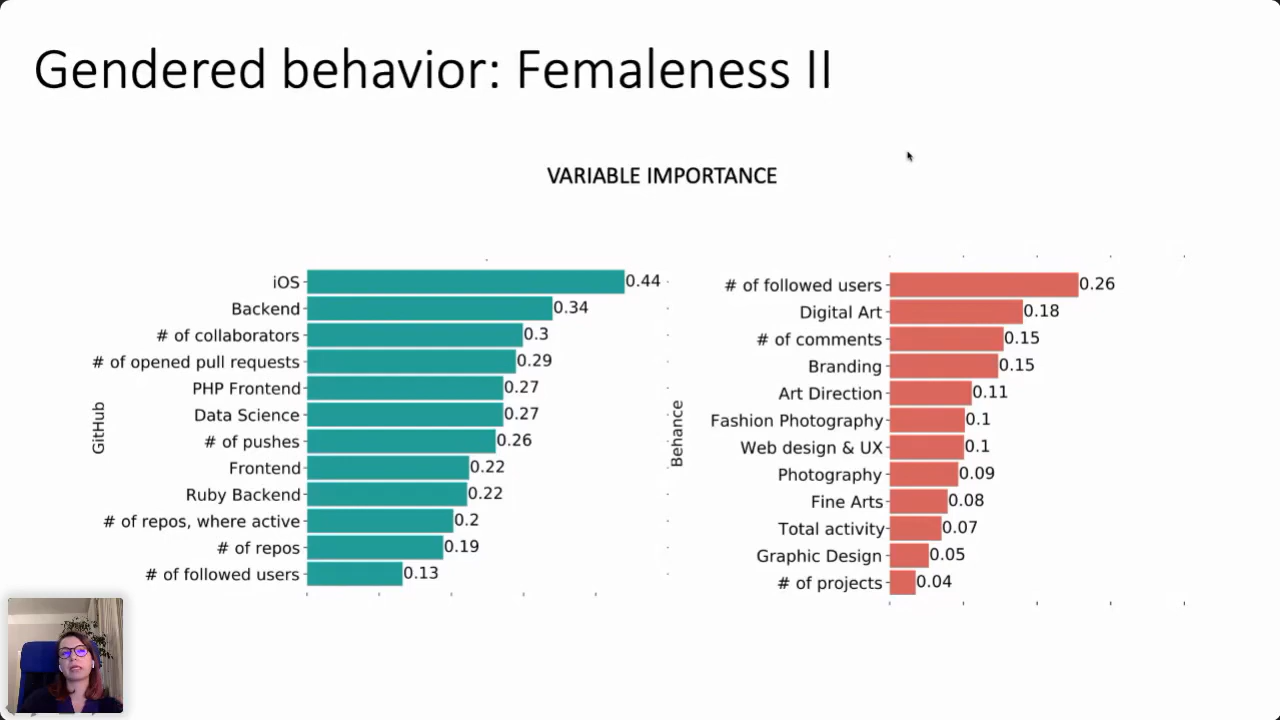 Gendered behavior: Femaleness II
VARIABLE IMPORTANCE
GitHub
iOS 0.44
Backend 0.34
# of collaborators 0.3
# of opened pull requests 0.29
PHP Frontend 0.27
Data Science 0.27
# of pushes 0.26
Frontend 0.22
Ruby Backend 0.22
# of repos, where active 0.2
# of repos 0.19
# of followed users 0.13
Behance
# of followed users 0.26
Digital Art 0.18
# of comments 0.15
Branding 0.15
Art Direction 0.11
Fashion Photography 0.1
Web design & UX 0.1
Photography 0.09
Fine Arts 0.08
Total activity 0.07
Graphic Design 0.05
# of projects 0.04